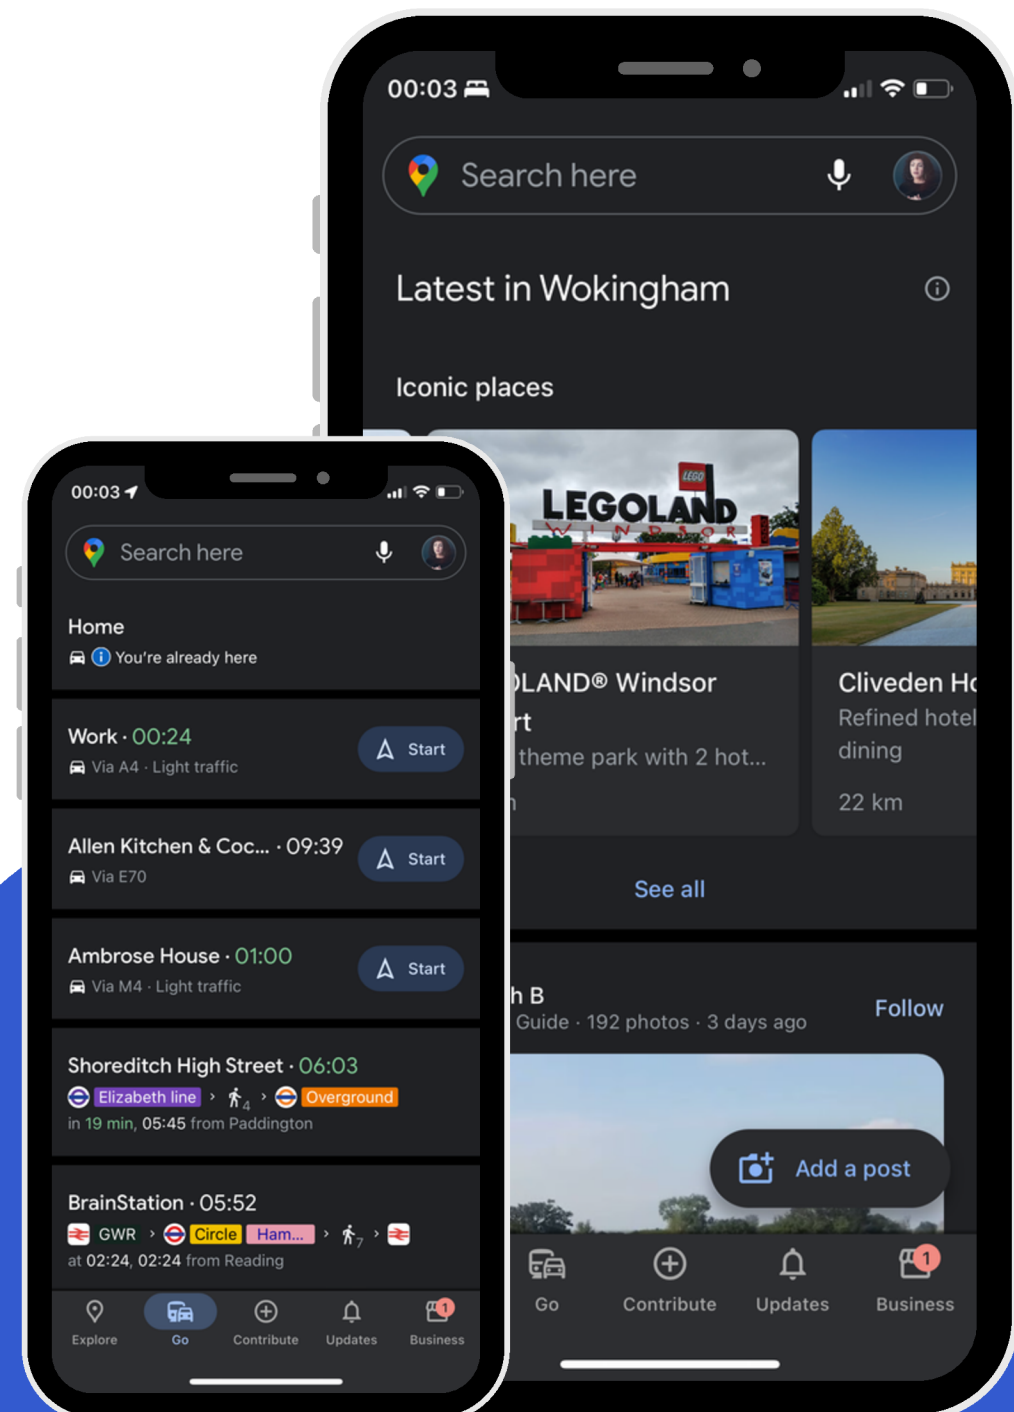 00:03
Search here
Latest in Wokingham
Iconic places
LEGO
LEGOLAND
WINDSOR
LAND® Windsor
rt
theme park with 2 hot...
Cliveden Ho
Refined hotel
dining
22 km
See all
h B
Guide · 192 photos · 3 days ago
Follow
Add a post
Go
Contribute
Updates
1
Business
00:03
Search here
Home
You're already here
Work · 00:24
Via A4 · Light traffic
Start
Allen Kitchen & Coc... · 09:39
Via E70
Start
Ambrose House · 01:00
Via M4 · Light traffic
Start
Shoreditch High Street · 06:03
Elizabeth line › 4 › Overground
in 19 min, 05:45 from Paddington
BrainStation · 05:52
GWR › Circle Ham... › 7 ›
at 02:24, 02:24 from Reading
Explore
Go
Contribute
Updates
1
Business